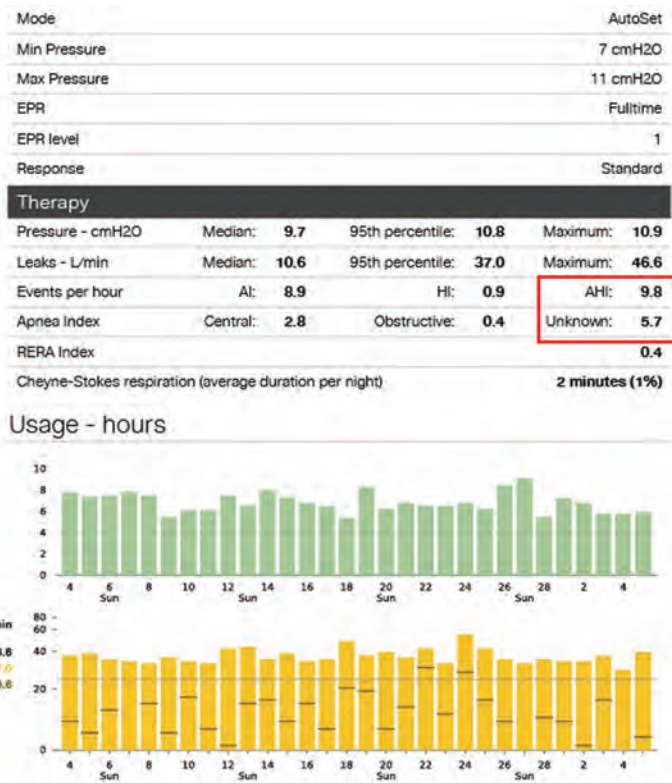 Mode AutoSet
Min Pressure 7 cmH2O
Max Pressure 11 cmH2O
EPR Fulltime
EPR level 1
Response Standard
Therapy
Pressure - cmH2O Median: 9.7 95th percentile: 10.8 Maximum: 10.9
Leaks - L/min Median: 10.6 95th percentile: 37.0 Maximum: 46.6
Events per hour AI: 8.9 HI: 0.9 AHI: 9.8
Apnea Index Central: 2.8 Obstructive: 0.4 Unknown: 5.7
RERA Index 0.4
Cheyne-Stokes respiration (average duration per night) 2 minutes (1%)
Usage - hours
10
8
6
4
2
0
4 6 8 10 12 14 16 18 20 22 24 26 28 2 4
Sun Sun Sun Sun
80
60
40
20
0
4 6 8 10 12 14 16 18 20 22 24 26 28 2 4
Sun Sun Sun Sun